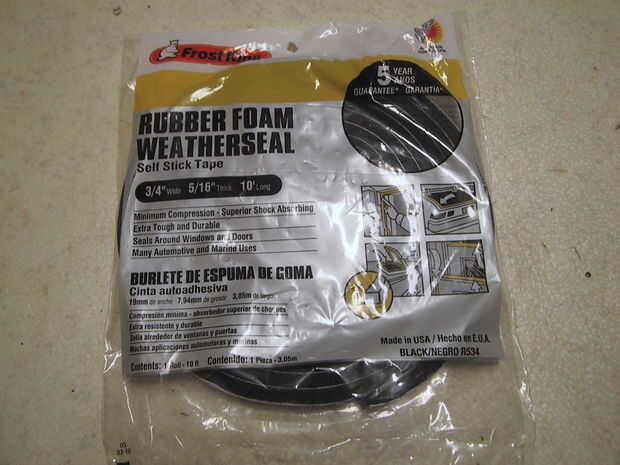 Frost King
5 YEAR
AÑOS
GUARANTEE* GARANTIA*
RUBBER FOAM
WEATHERSEAL
Self Stick Tape
3/4" Wide 5/16" Thick 10' Long
Minimum Compression - Superior Shock Absorbing
Extra Tough and Durable
Seals Around Windows and Doors
Many Automotive and Marine Uses
BURLETE DE ESPUMA DE GOMA
Cinta autoadhesiva
19mm de ancho 7,94mm de grosor 3,05m de largo
Compresión mínima - absorbedor superior de choques
Extra resistente y durable
Sella alrededor de ventanas y puertas
Muchas aplicaciones automotoras y marinas
Contents: 1 Roll - 10 ft Contenido: 1 Pieza - 3.05m
Made in USA / Hecho en E.U.A.
BLACK/NEGRO R534